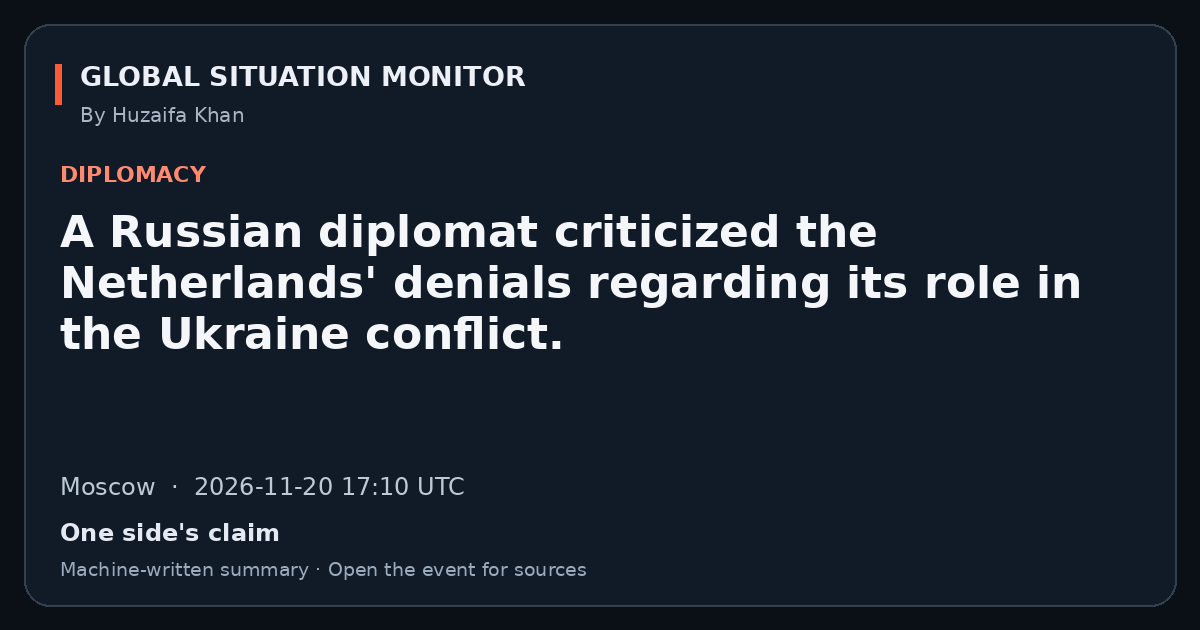 GLOBAL SITUATION MONITOR
By Huzaifa Khan
DIPLOMACY
A Russian diplomat criticized the
Netherlands' denials regarding its role in
the Ukraine conflict.
Moscow · 2026-11-20 17:10 UTC
One side's claim
Machine-written summary · Open the event for sources